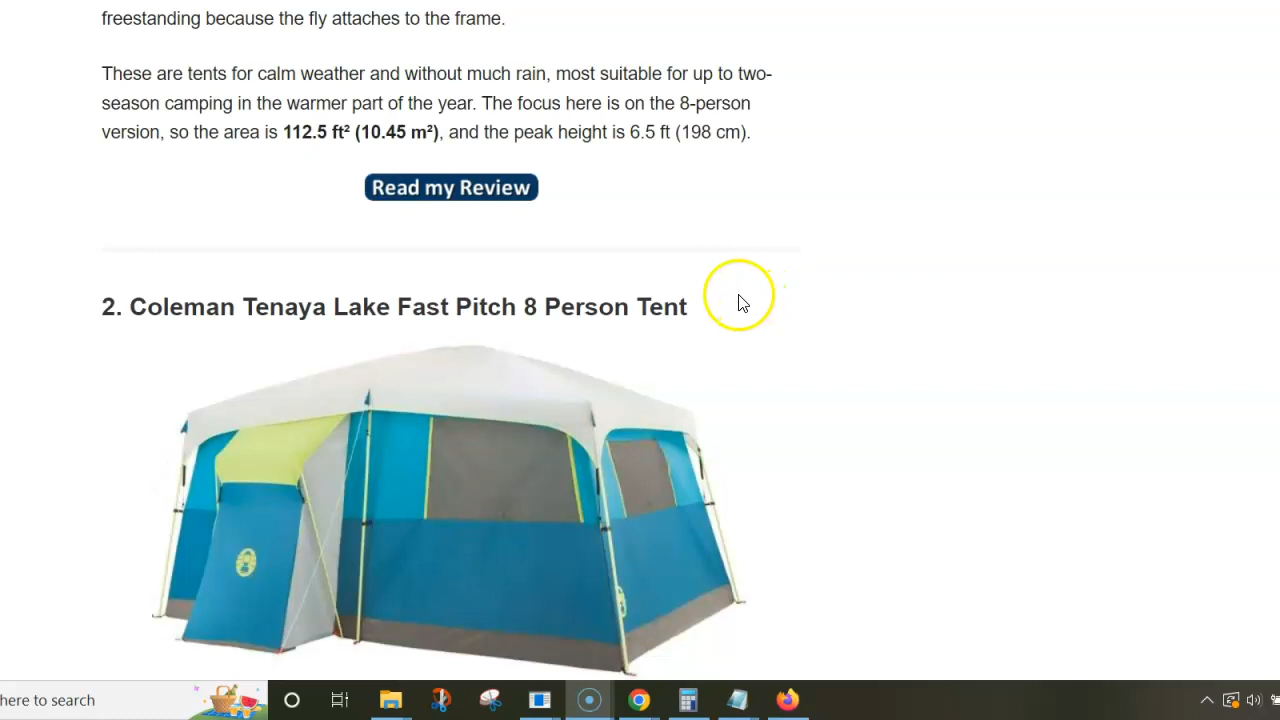 freestanding because the fly attaches to the frame.
These are tents for calm weather and without much rain, most suitable for up to two-
season camping in the warmer part of the year. The focus here is on the 8-person
version, so the area is 112.5 ft² (10.45 m²), and the peak height is 6.5 ft (198 cm).
Read my Review
2. Coleman Tenaya Lake Fast Pitch 8 Person Tent
here to search